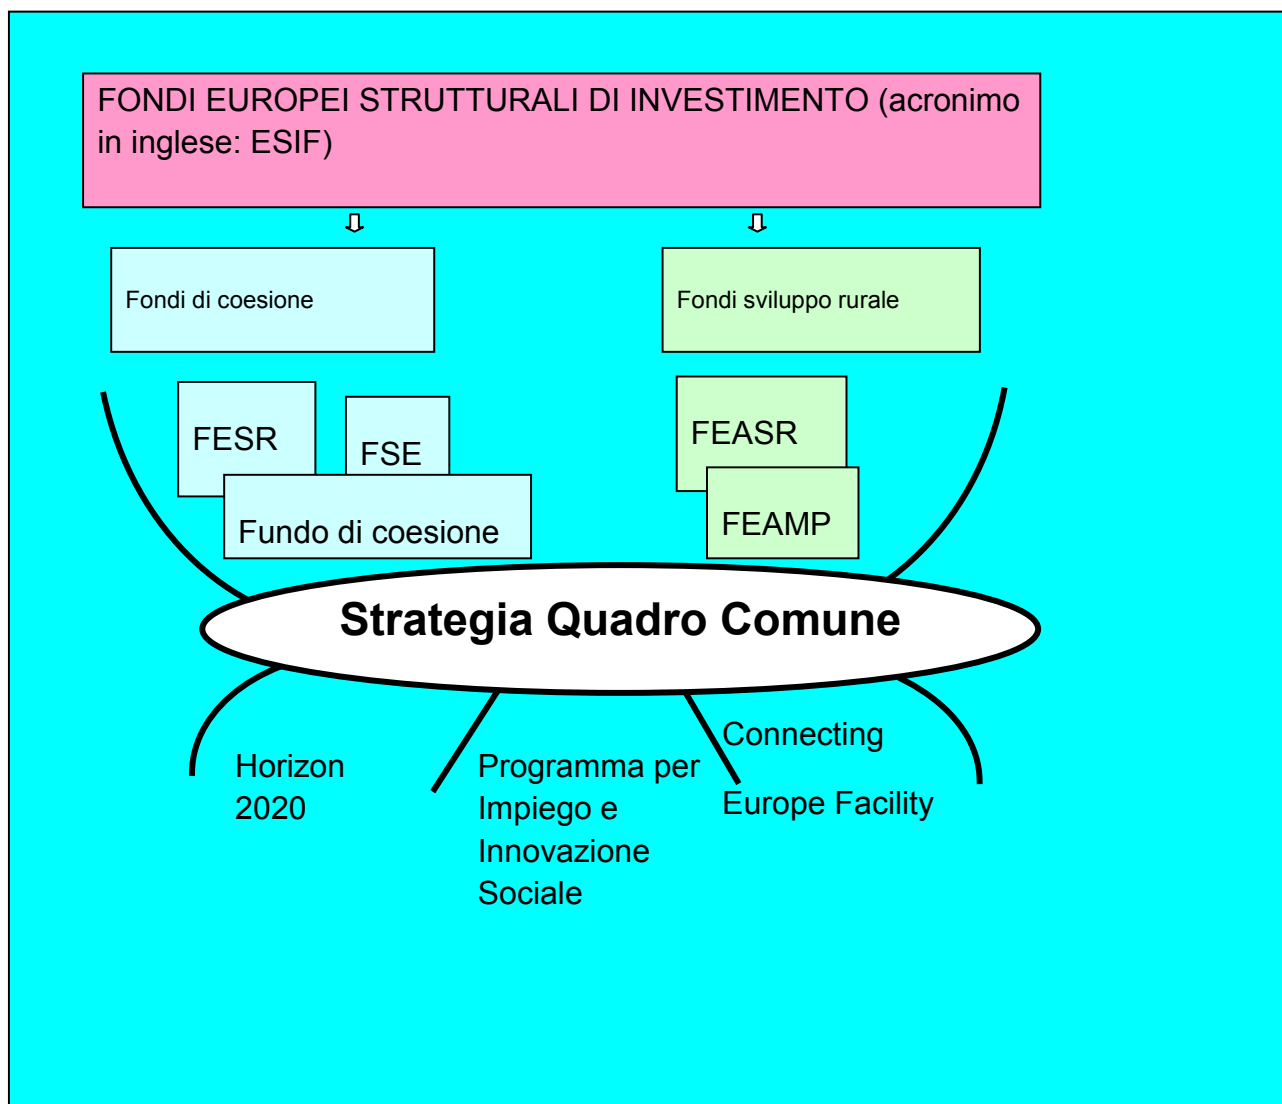 FONDI EUROPEI STRUTTURALI DI INVESTIMENTO (acronimo
in inglese: ESIF)
Fondi di coesione
Fondi sviluppo rurale
FESR
FSE
Fundo di coesione
FEASR
FEAMP
Strategia Quadro Comune
Horizon
2020
Programma per
Impiego e
Innovazione
Sociale
Connecting
Europe Facility